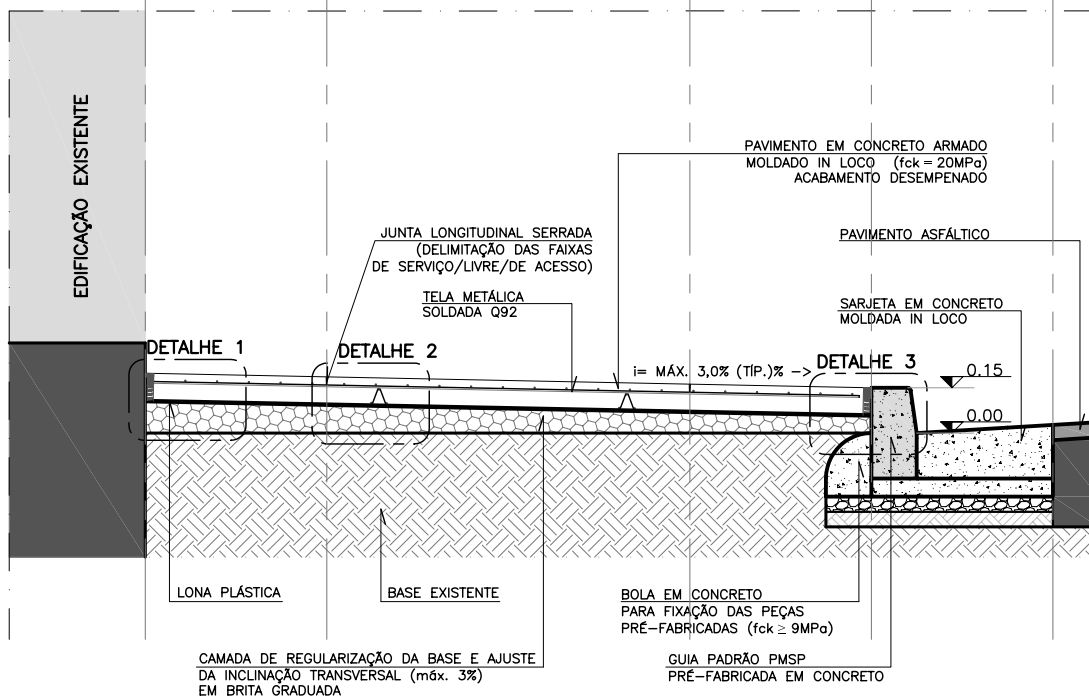 EDIFICAÇÃO EXISTENTE
PAVIMENTO EM CONCRETO ARMADO
MOLDADO IN LOCO (fck = 20MPa)
ACABAMENTO DESEMPENADO
JUNTA LONGITUDINAL SERRADA
(DELIMITAÇÃO DAS FAIXAS
DE SERVIÇO/LIVRE/DE ACESSO)
PAVIMENTO ASFÁLTICO
TELA METÁLICA
SOLDADA Q92
SARJETA EM CONCRETO
MOLDADA IN LOCO
DETALHE 1
DETALHE 2
i= MÁX. 3,0% (TÍP.)% ->
DETALHE 3
0.15
0.00
LONA PLÁSTICA
BASE EXISTENTE
BOLA EM CONCRETO
PARA FIXAÇÃO DAS PEÇAS
PRÉ-FABRICADAS (fck ≥ 9MPa)
CAMADA DE REGULARIZAÇÃO DA BASE E AJUSTE
DA INCLINAÇÃO TRANSVERSAL (máx. 3%)
EM BRITA GRADUADA
GUIA PADRÃO PMSP
PRÉ-FABRICADA EM CONCRETO